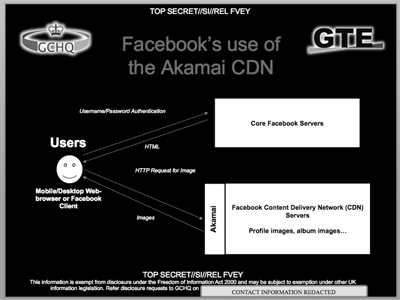 TOP SECRET//SI//REL FVEY
GCHQ
Facebook's use of
the Akamai CDN
GTE
Username/Password Authentication
Core Facebook Servers
HTML
Users
HTTP Request for Image
Mobile/Desktop Web-
browser or Facebook
Client
Akamai
Facebook Content Delivery Network (CDN)
Servers
Profile images, album images...
Images
TOP SECRET//SI//REL FVEY
This information is exempt from disclosure under the Freedom of Information Act 2000 and may be subject to exemption under other UK
information legislation. Refer disclosure requests to GCHQ on
CONTACT INFORMATION REDACTED